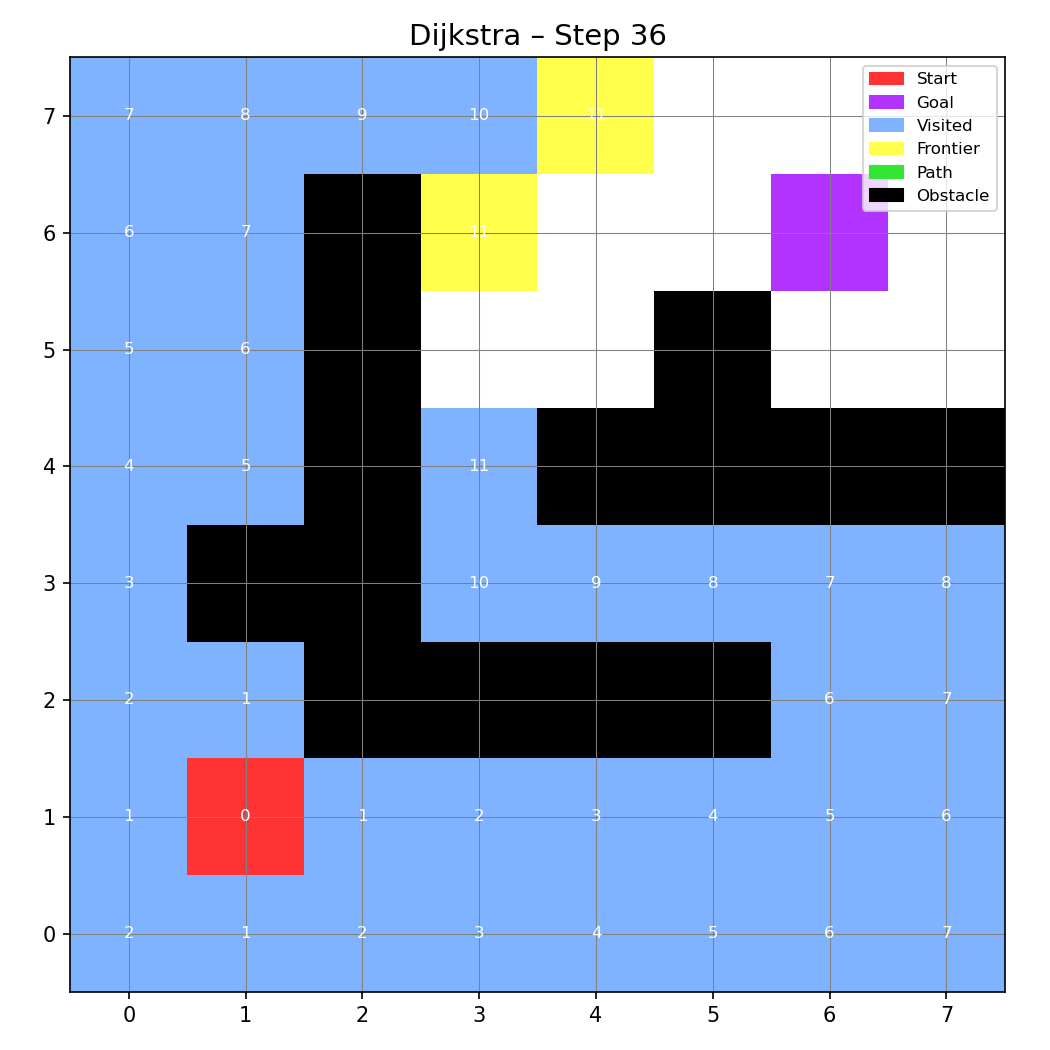 Dijkstra – Step 36
Start
Goal
Visited
Frontier
Path
Obstacle
7 7 8 9 10 11
6 6 7 11
5 5 6
4 4 5 11
3 3 10 9 8 7 8
2 2 1 6 7
1 1 0 1 2 3 4 5 6
0 2 1 2 3 4 5 6 7
0 1 2 3 4 5 6 7